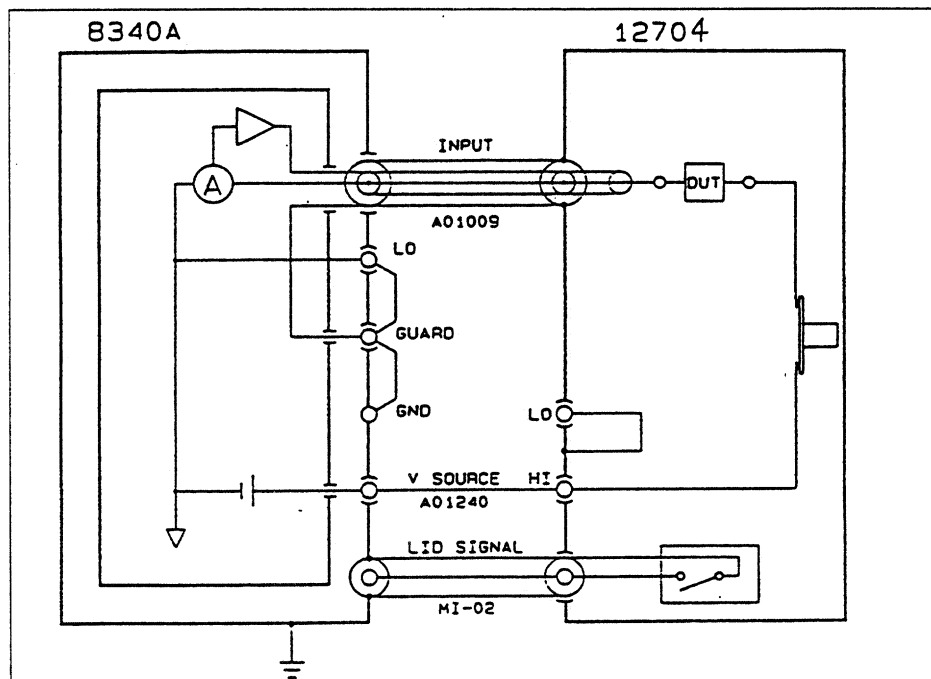 8340A
12704
INPUT
A
DUT
A01009
LO
GUARD
GND
LO
V SOURCE
HI
A01240
LID SIGNAL
MI-02